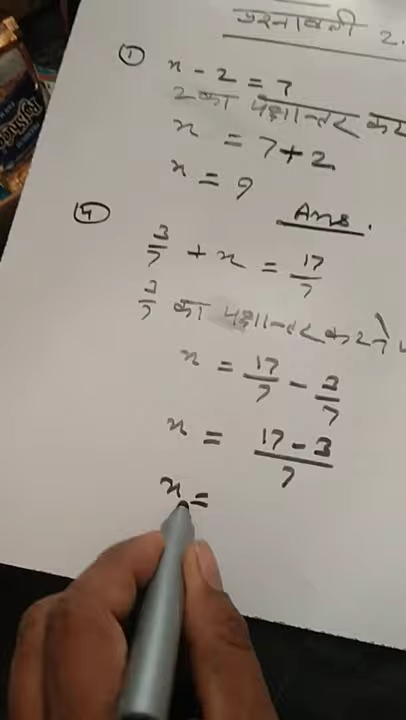 प्रश्नावली 2.
① x - 2 = 7
2 का पक्षान्तर कर
x = 7 + 2
x = 9
Ans.
④ 3/7 + x = 17/7
3/7 का पक्षान्तर करने प
x = 17/7 - 3/7
x = (17 - 3)/7
x =